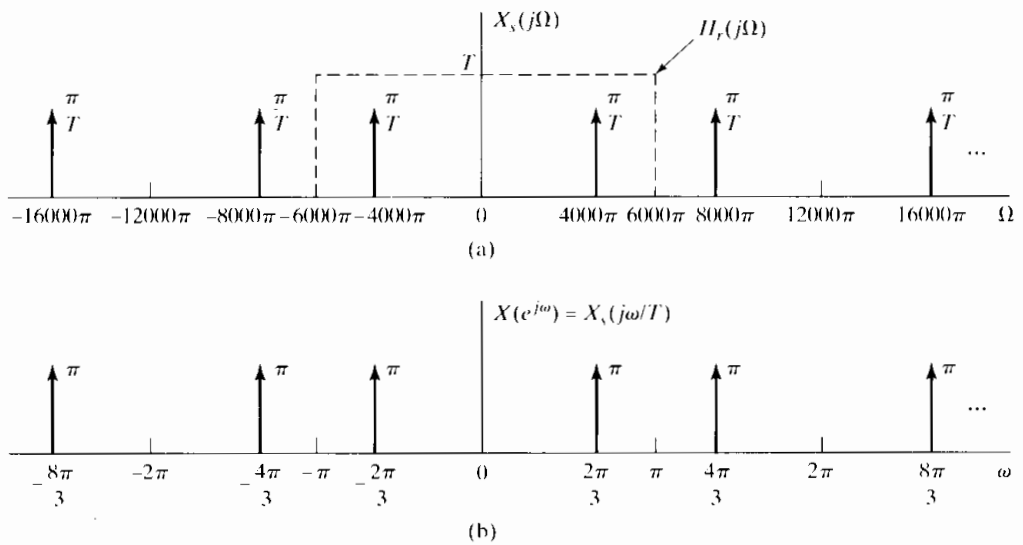 X_s(jΩ)
H_r(jΩ)
T
π/T π/T π/T π/T π/T π/T
...
–16000π –12000π –8000π –6000π –4000π 0 4000π 6000π 8000π 12000π 16000π Ω
(a)
X(e^{jω}) = X_s(jω/T)
π π π π π π
...
–8π/3 –2π –4π/3 –π –2π/3 0 2π/3 π 4π/3 2π 8π/3 ω
(b)